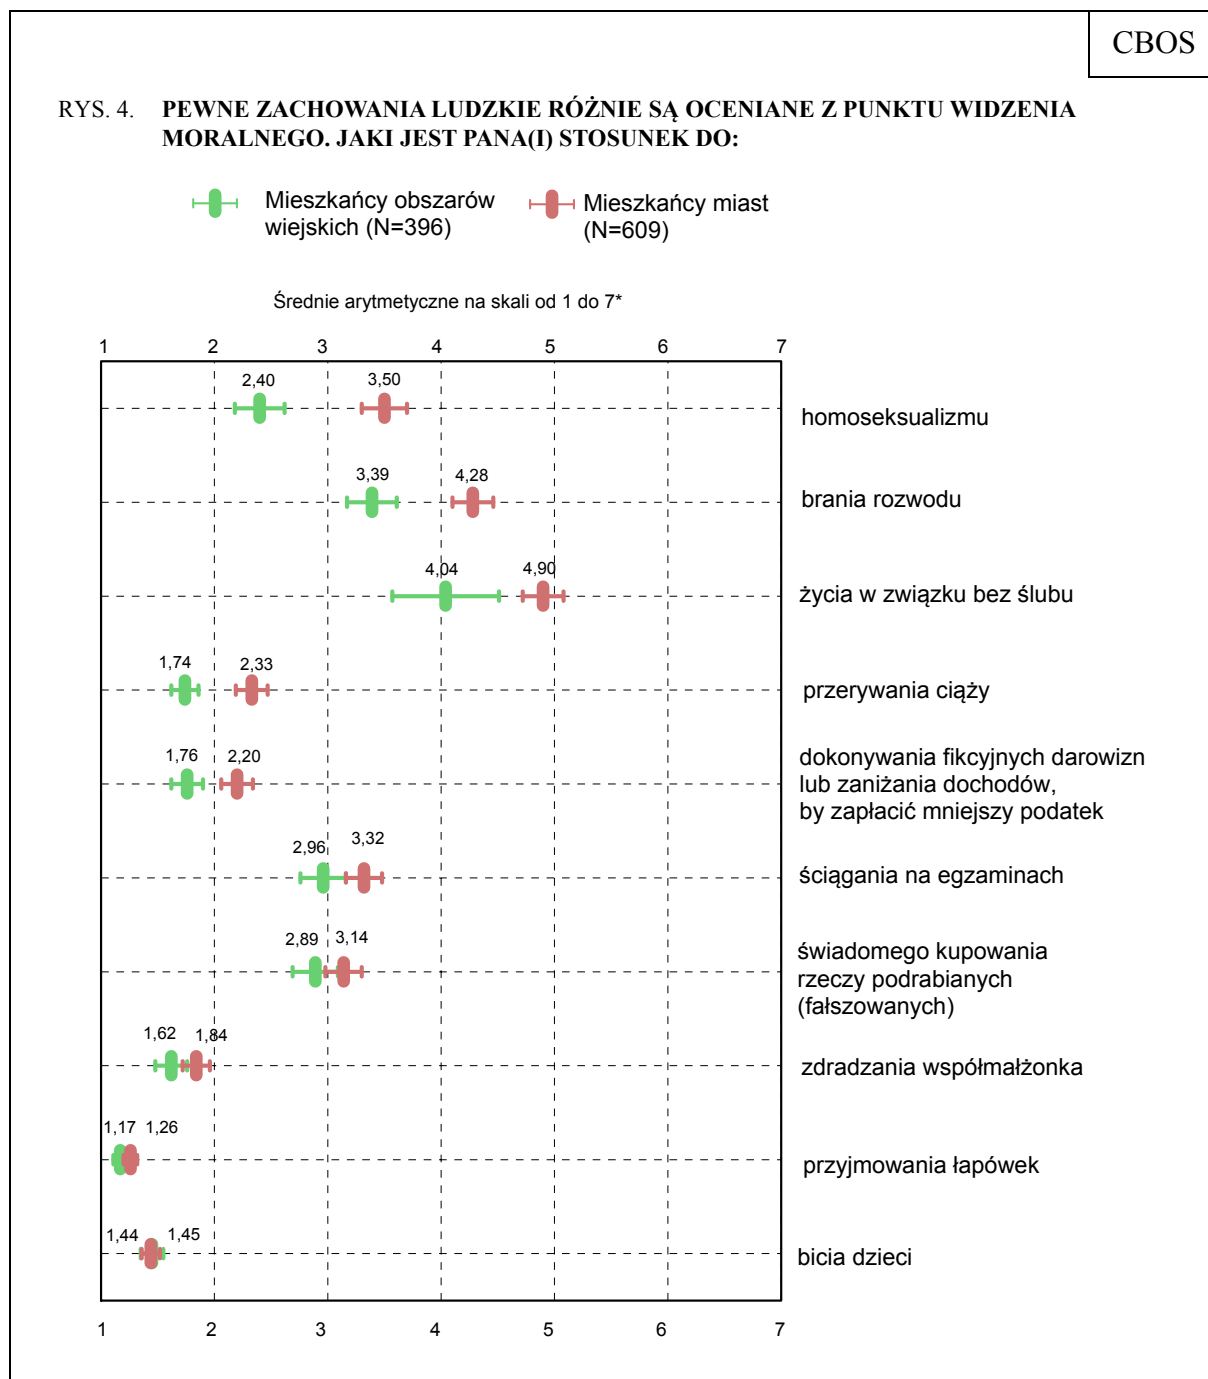 CBOS
RYS. 4. PEWNE ZACHOWANIA LUDZKIE RÓŻNIE SĄ OCENIANE Z PUNKTU WIDZENIA
MORALNEGO. JAKI JEST PANA(I) STOSUNEK DO:
Mieszkańcy obszarów
wiejskich (N=396)
Mieszkańcy miast
(N=609)
Średnie arytmetyczne na skali od 1 do 7*
1 2 3 4 5 6 7
2,40 3,50
homoseksualizmu
3,39 4,28
brania rozwodu
4,04 4,90
życia w związku bez ślubu
1,74 2,33
przerywania ciąży
1,76 2,20
dokonywania fikcyjnych darowizn
lub zaniżania dochodów,
by zapłacić mniejszy podatek
2,96 3,32
ściągania na egzaminach
2,89 3,14
świadomego kupowania
rzeczy podrabianych
(fałszowanych)
1,62 1,84
zdradzania współmałżonka
1,17 1,26
przyjmowania łapówek
1,44 1,45
bicia dzieci
1 2 3 4 5 6 7